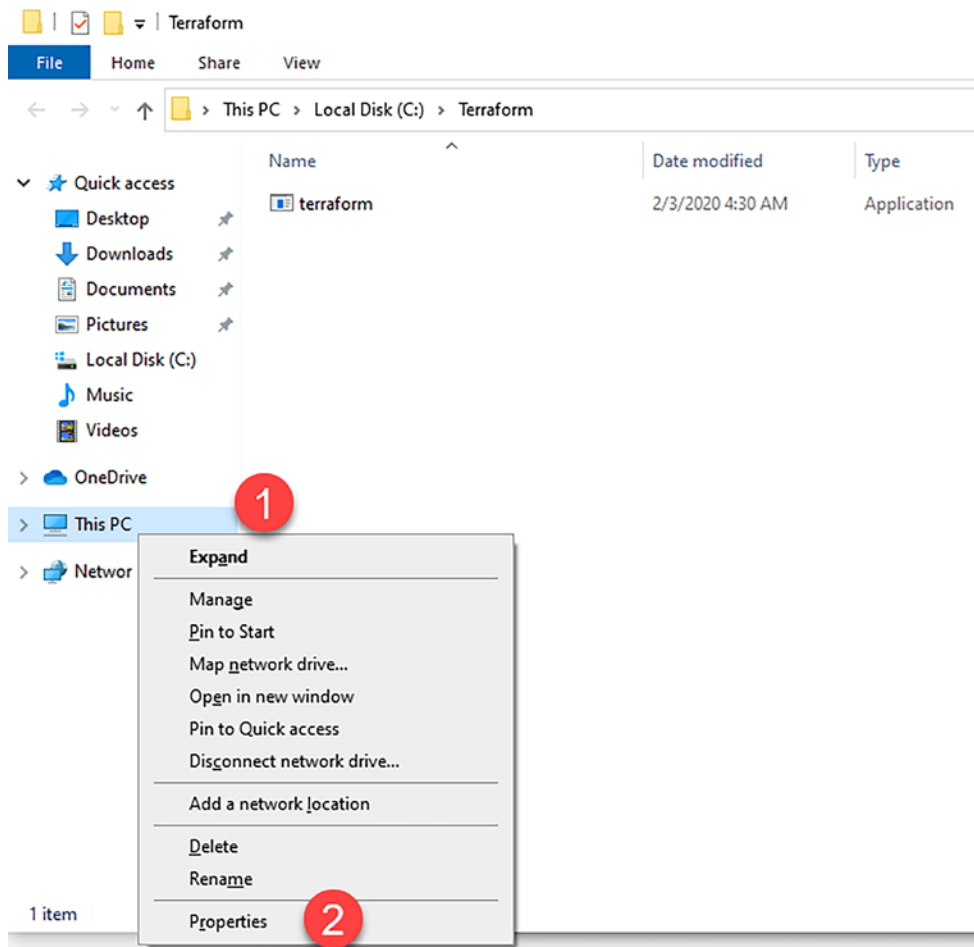 Terraform
File Home Share View
This PC > Local Disk (C:) > Terraform
Name Date modified Type
Quick access
terraform 2/3/2020 4:30 AM Application
Desktop
Downloads
Documents
Pictures
Local Disk (C:)
Music
Videos
OneDrive
1
This PC
Expand
Networ
Manage
Pin to Start
Map network drive...
Open in new window
Pin to Quick access
Disconnect network drive...
Add a network location
Delete
Rename
1 item
Properties 2